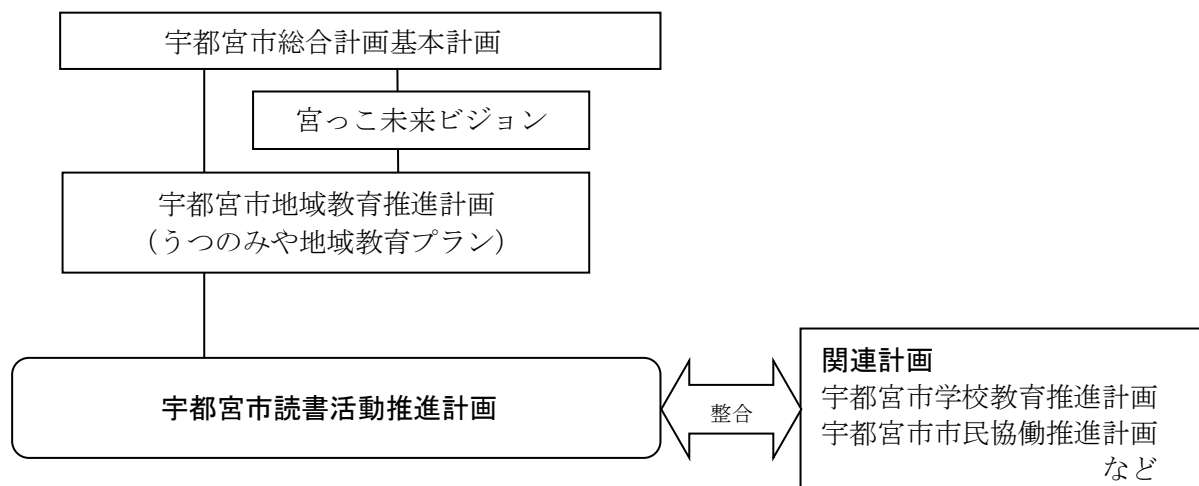 宇都宮市総合計画基本計画
宮っこ未来ビジョン
宇都宮市地域教育推進計画
（うつのみや地域教育プラン）
宇都宮市読書活動推進計画
整合
関連計画
宇都宮市学校教育推進計画
宇都宮市市民協働推進計画
など